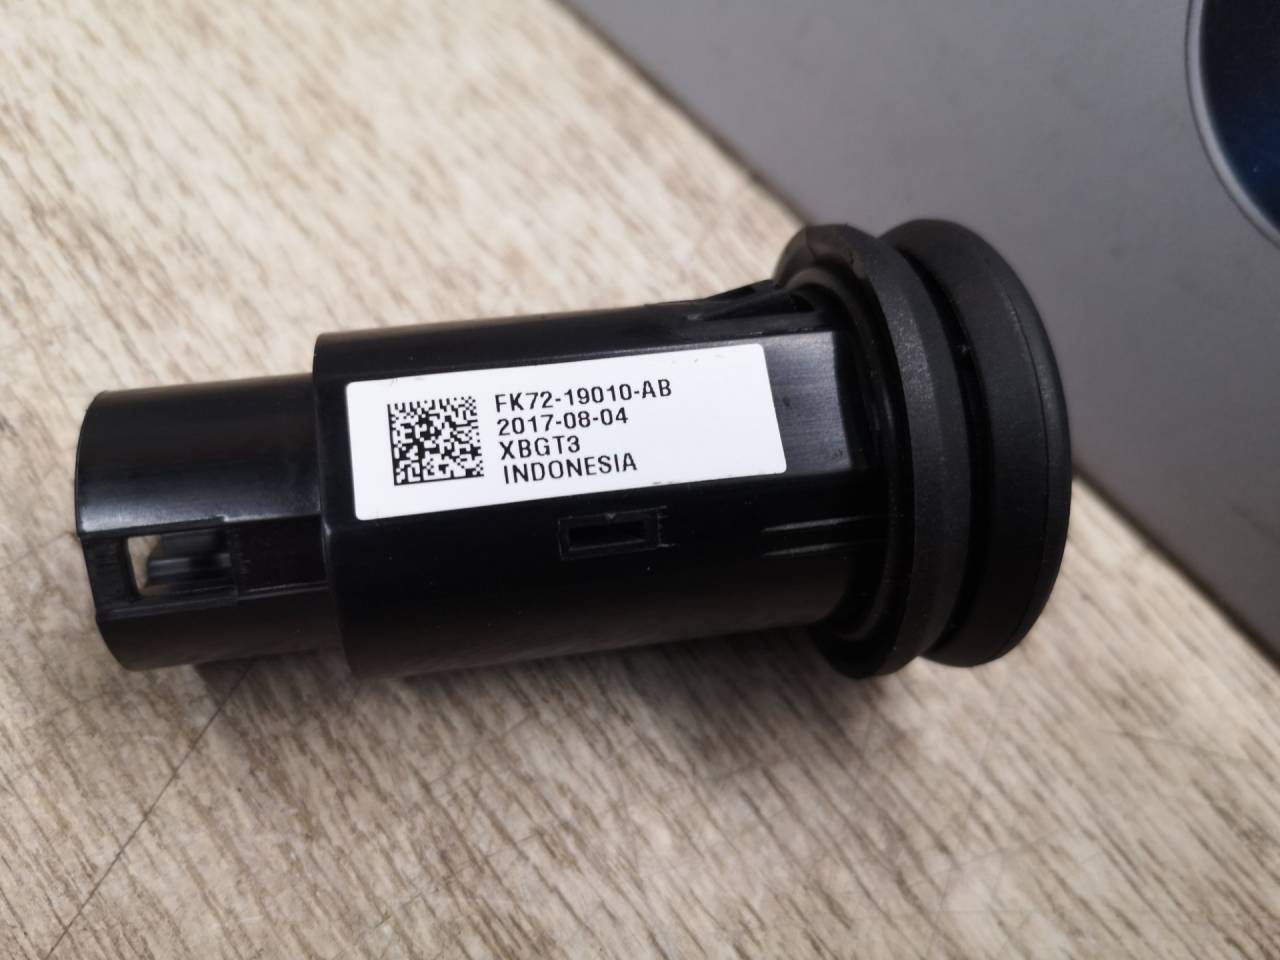 FK72-19010-AB
2017-08-04
XBGT3
INDONESIA